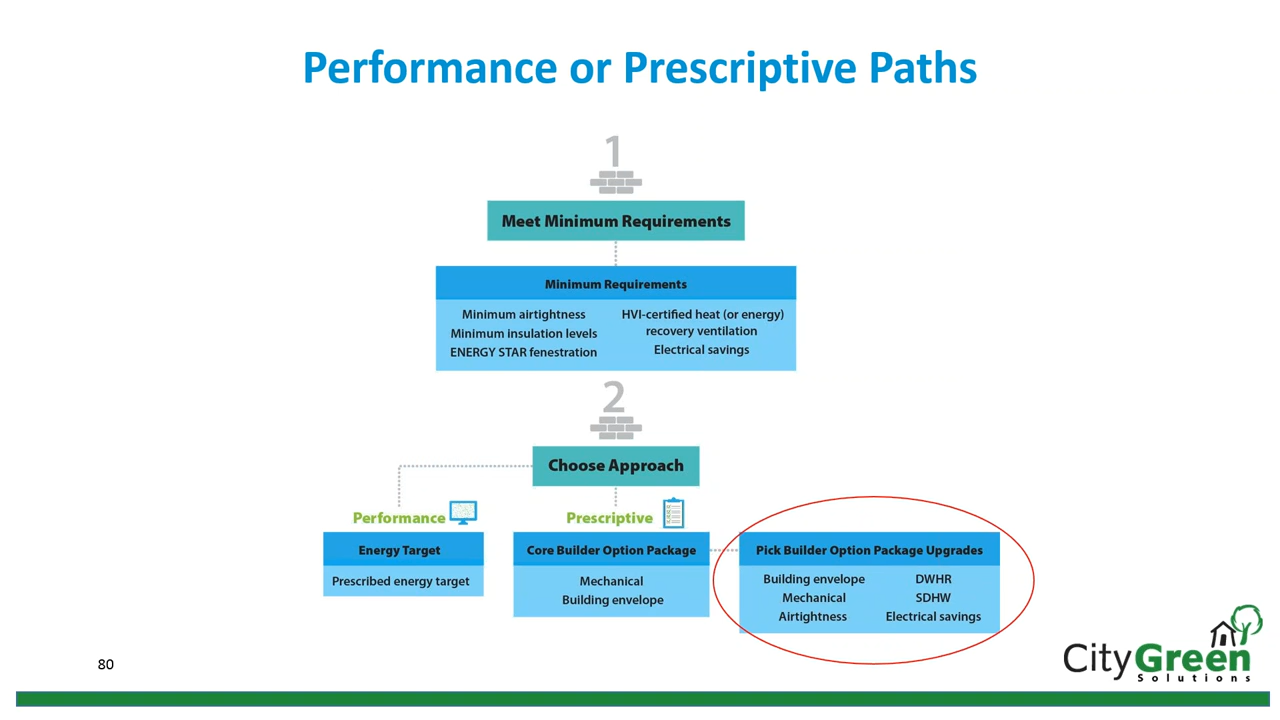 Performance or Prescriptive Paths
1
Meet Minimum Requirements
Minimum Requirements
Minimum airtightness
Minimum insulation levels
ENERGY STAR fenestration
HVI-certified heat (or energy)
recovery ventilation
Electrical savings
2
Choose Approach
Performance
Energy Target
Prescribed energy target
Prescriptive
Core Builder Option Package
Mechanical
Building envelope
Pick Builder Option Package Upgrades
Building envelope
Mechanical
Airtightness
DWHR
SDHW
Electrical savings
80
CityGreen
Solutions